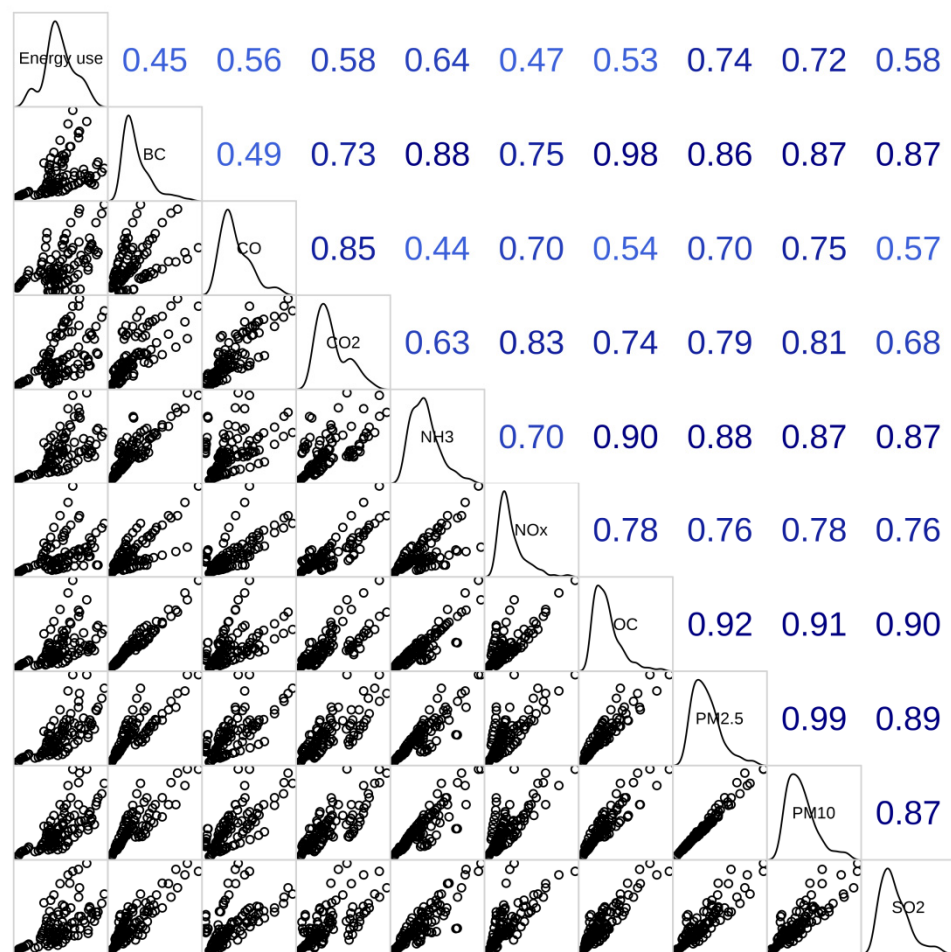 Energy use 0.45 0.56 0.58 0.64 0.47 0.53 0.74 0.72 0.58
BC 0.49 0.73 0.88 0.75 0.98 0.86 0.87 0.87
CO 0.85 0.44 0.70 0.54 0.70 0.75 0.57
CO2 0.63 0.83 0.74 0.79 0.81 0.68
NH3 0.70 0.90 0.88 0.87 0.87
NOx 0.78 0.76 0.78 0.76
OC 0.92 0.91 0.90
PM2.5 0.99 0.89
PM10 0.87
SO2